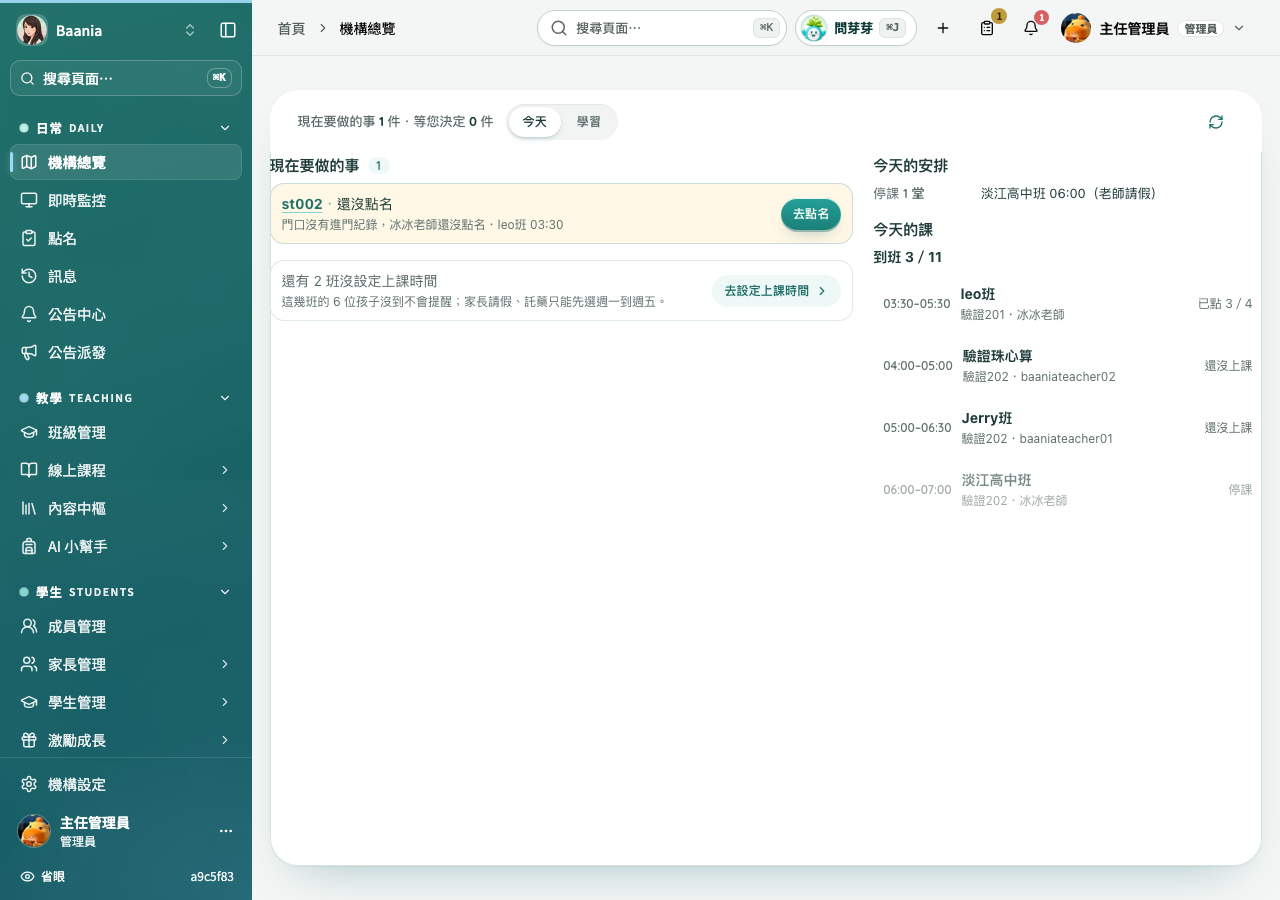 Baania
搜尋頁面… ⌘K
日常 DAILY
機構總覽
即時監控
點名
訊息
公告中心
公告派發
教學 TEACHING
班級管理
線上課程
內容中樞
AI 小幫手
學生 STUDENTS
成員管理
家長管理
學生管理
激勵成長
機構設定
主任管理員
管理員
省眼 a9c5f83
首頁 機構總覽
搜尋頁面… ⌘K
問芽芽 ⌘J
1
1
主任管理員 管理員
現在要做的事 1 件 · 等您決定 0 件
今天 學習
現在要做的事 1
st002 · 還沒點名
門口沒有進門紀錄，冰冰老師還沒點名 · leo班 03:30
去點名
還有 2 班沒設定上課時間
這幾班的 6 位孩子沒到不會提醒；家長請假、託藥只能先選週一到週五。
去設定上課時間
今天的安排
停課 1 堂 淡江高中班 06:00（老師請假）
今天的課
到班 3 / 11
03:30–05:30 leo班 已點 3 / 4
驗證201 · 冰冰老師
04:00–05:00 驗證珠心算 還沒上課
驗證202 · baaniateacher02
05:00–06:30 Jerry班 還沒上課
驗證202 · baaniateacher01
06:00–07:00 淡江高中班 停課
驗證202 · 冰冰老師